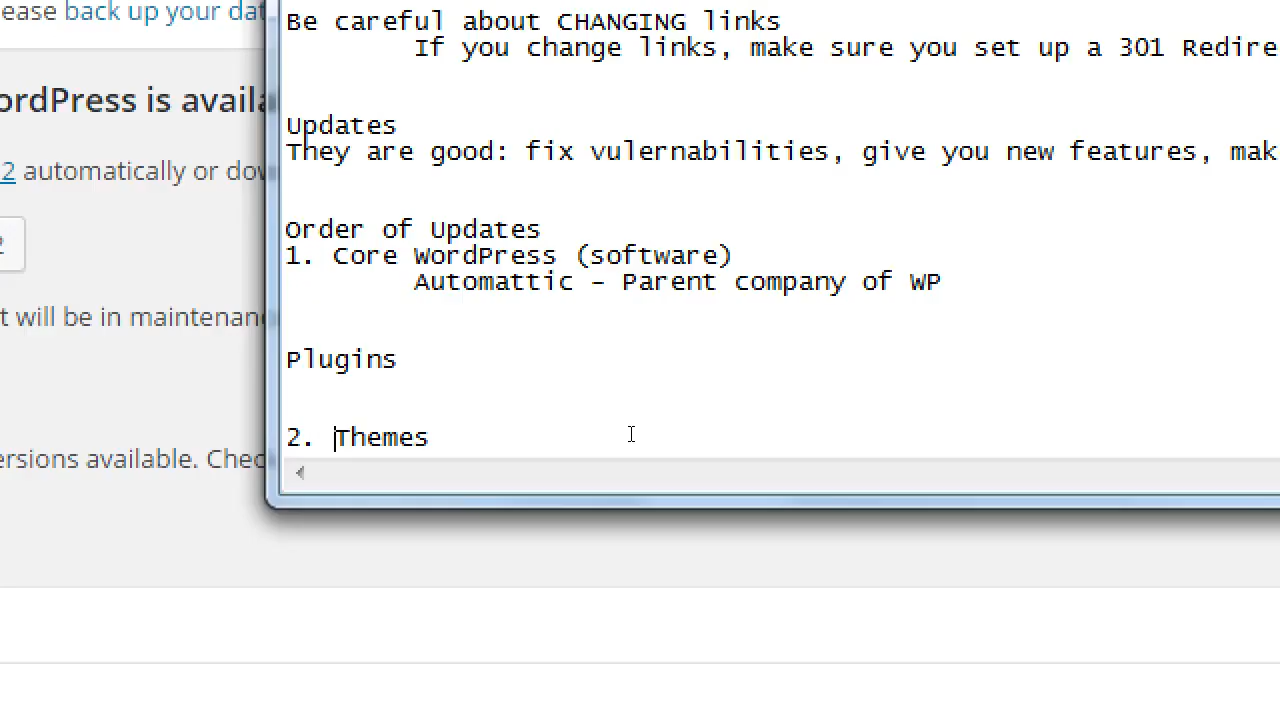 ease back up your dat
ordPress is availa
2 automatically or dow
2
t will be in maintenan
ersions available. Chec
Be careful about CHANGING links
If you change links, make sure you set up a 301 Redire
Updates
They are good: fix vulernabilities, give you new features, mak
Order of Updates
1. Core WordPress (software)
Automattic - Parent company of WP
Plugins
2. Themes